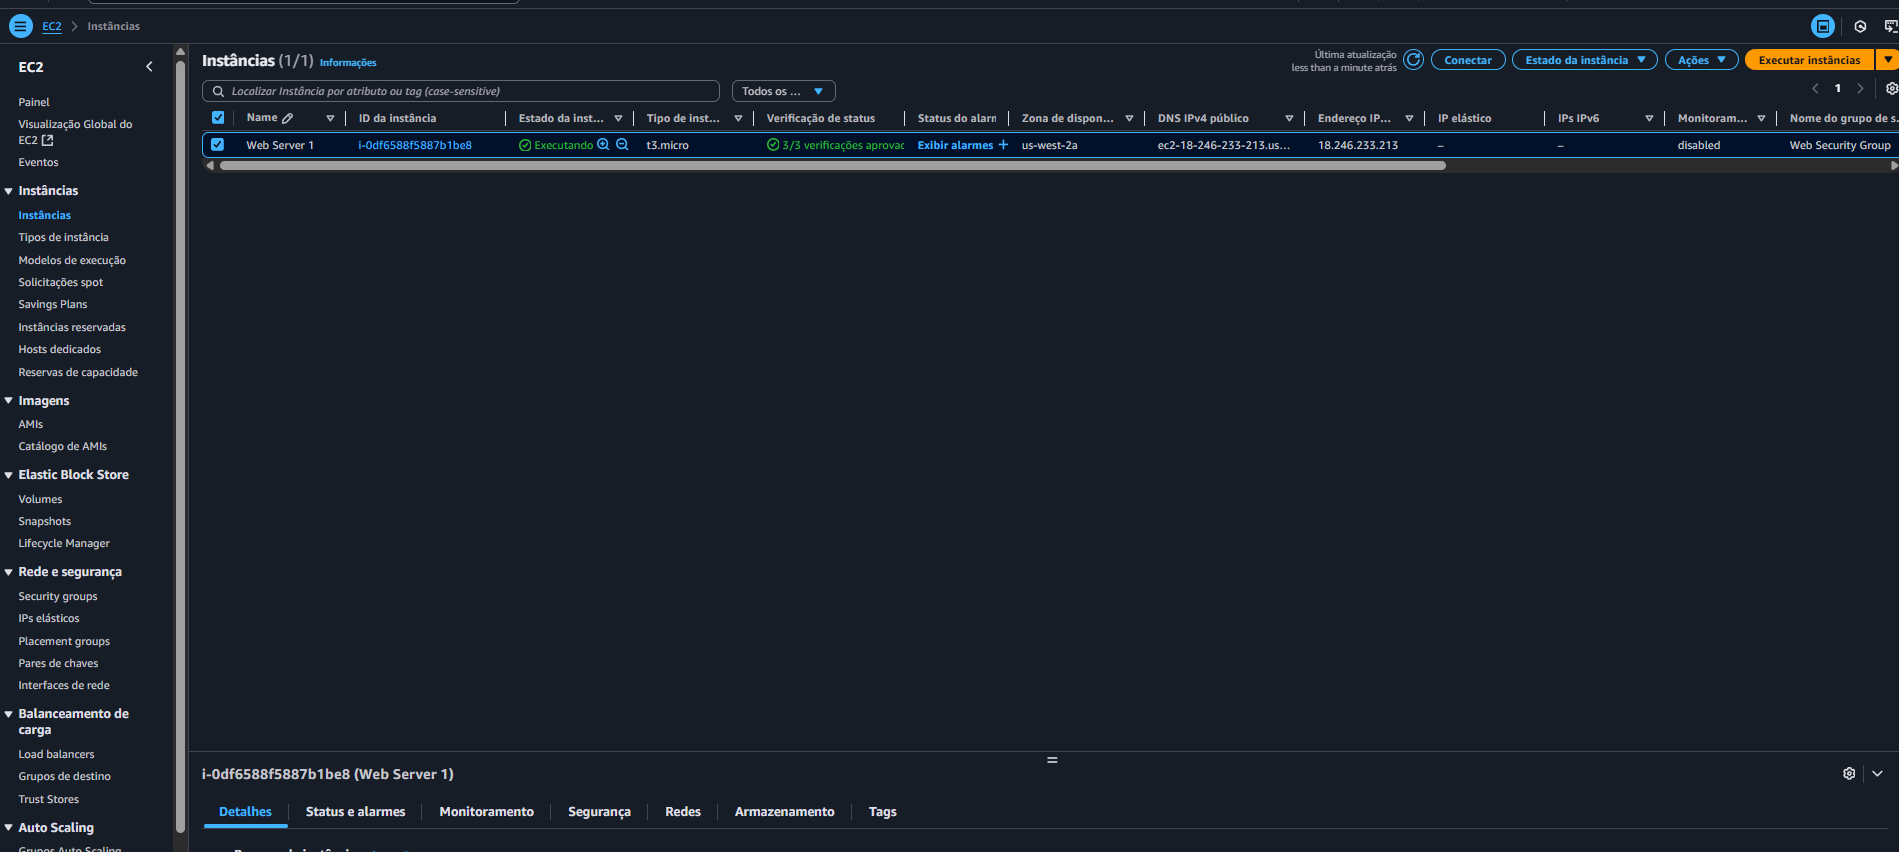 EC2 Instâncias
EC2
Painel
Visualização Global do
EC2
Eventos
Instâncias
Instâncias
Tipos de instância
Modelos de execução
Solicitações spot
Savings Plans
Instâncias reservadas
Hosts dedicados
Reservas de capacidade
Imagens
AMIs
Catálogo de AMIs
Elastic Block Store
Volumes
Snapshots
Lifecycle Manager
Rede e segurança
Security groups
IPs elásticos
Placement groups
Pares de chaves
Interfaces de rede
Balanceamento de
carga
Load balancers
Grupos de destino
Trust Stores
Auto Scaling
Grupos Auto Scaling
Instâncias (1/1) Informações
Última atualização
less than a minute atrás
Conectar
Estado da instância
Ações
Executar instâncias
Localizar Instância por atributo ou tag (case-sensitive)
Todos os ...
1
Name ID da instância Estado da inst... Tipo de inst... Verificação de status Status do alarm Zona de dispon... DNS IPv4 público Endereço IP... IP elástico IPs IPv6 Monitoram... Nome do grupo de s...
Web Server 1 i-0df6588f5887b1be8 Executando t3.micro 3/3 verificações aprovad Exibir alarmes + us-west-2a ec2-18-246-233-213.us... 18.246.233.213 – – disabled Web Security Group
i-0df6588f5887b1be8 (Web Server 1)
Detalhes Status e alarmes Monitoramento Segurança Redes Armazenamento Tags